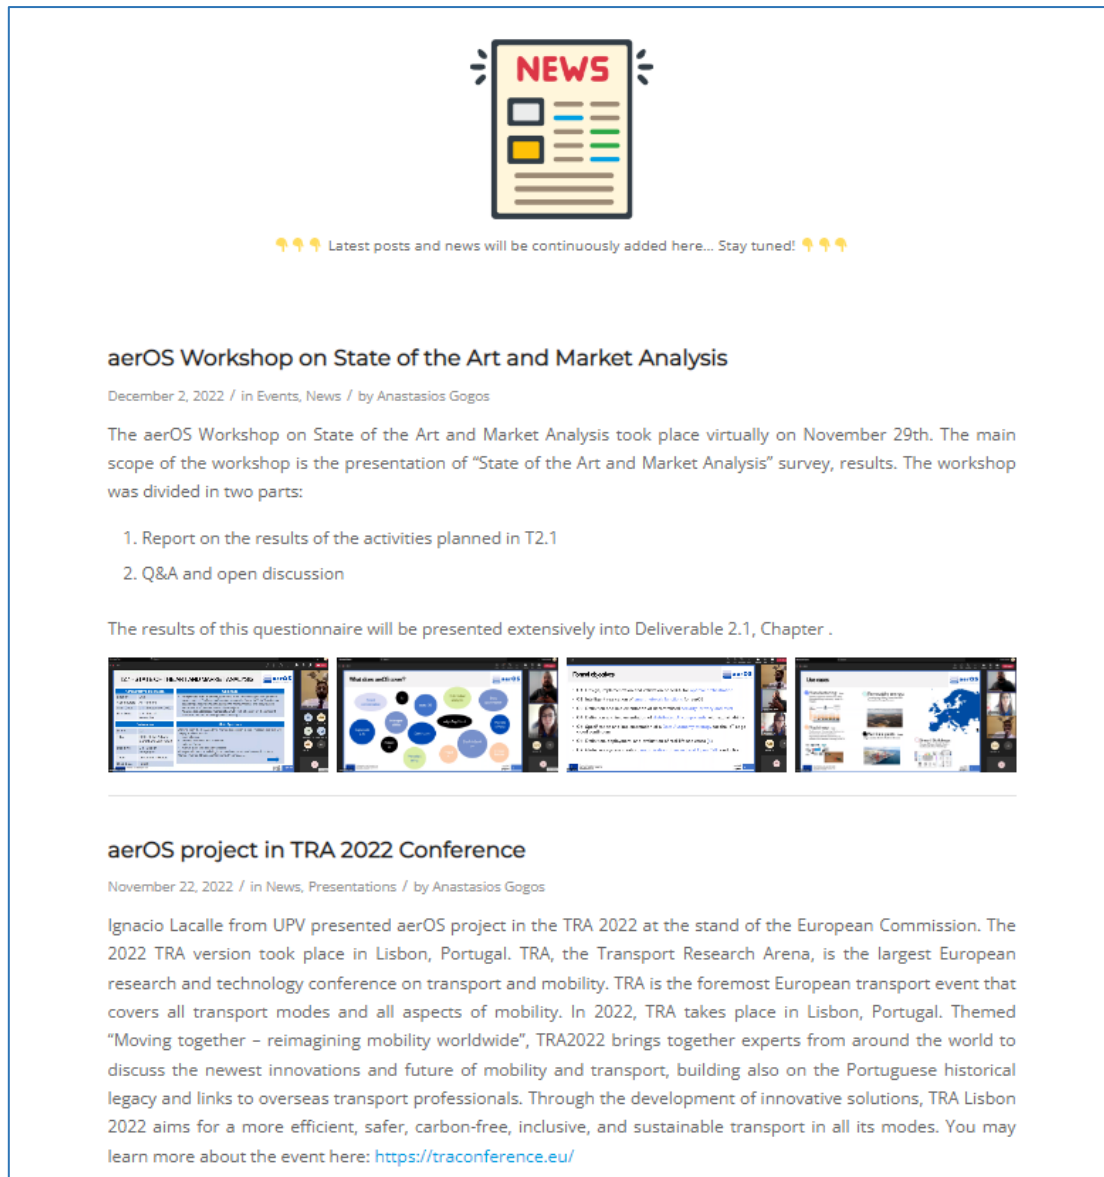 NEWS
👇👇👇 Latest posts and news will be continuously added here... Stay tuned! 👇👇👇
aerOS Workshop on State of the Art and Market Analysis
December 2, 2022 / in Events, News / by Anastasios Gogos
The aerOS Workshop on State of the Art and Market Analysis took place virtually on November 29th. The main
scope of the workshop is the presentation of “State of the Art and Market Analysis” survey, results. The workshop
was divided in two parts:
1. Report on the results of the activities planned in T2.1
2. Q&A and open discussion
The results of this questionnaire will be presented extensively into Deliverable 2.1, Chapter .
What does aerOS cover?
aerOS
Use cases
aerOS
aerOS project in TRA 2022 Conference
November 22, 2022 / in News, Presentations / by Anastasios Gogos
Ignacio Lacalle from UPV presented aerOS project in the TRA 2022 at the stand of the European Commission. The
2022 TRA version took place in Lisbon, Portugal. TRA, the Transport Research Arena, is the largest European
research and technology conference on transport and mobility. TRA is the foremost European transport event that
covers all transport modes and all aspects of mobility. In 2022, TRA takes place in Lisbon, Portugal. Themed
“Moving together – reimagining mobility worldwide”, TRA2022 brings together experts from around the world to
discuss the newest innovations and future of mobility and transport, building also on the Portuguese historical
legacy and links to overseas transport professionals. Through the development of innovative solutions, TRA Lisbon
2022 aims for a more efficient, safer, carbon-free, inclusive, and sustainable transport in all its modes. You may
learn more about the event here: https://traconference.eu/